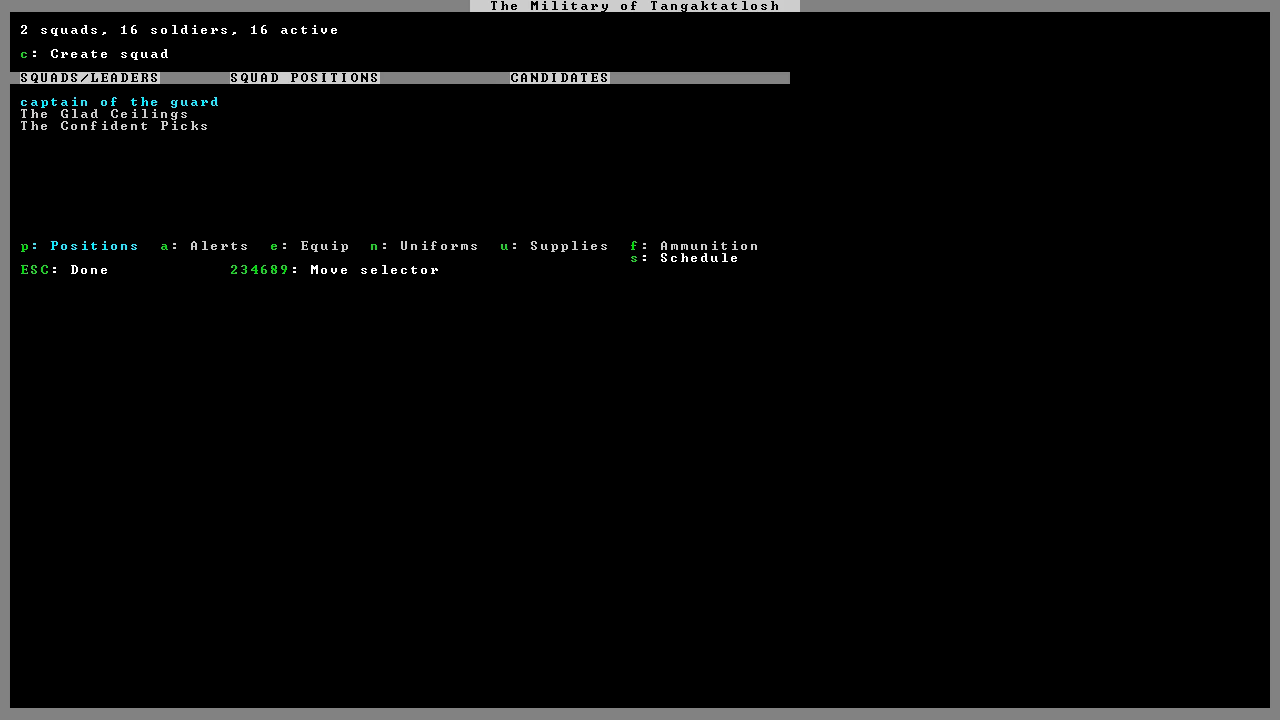 The Military of Tangaktatlosh
2 squads, 16 soldiers, 16 active
c: Create squad
SQUADS/LEADERS SQUAD POSITIONS CANDIDATES
captain of the guard
The Glad Ceilings
The Confident Picks
p: Positions a: Alerts e: Equip n: Uniforms u: Supplies f: Ammunition
s: Schedule
ESC: Done 234689: Move selector